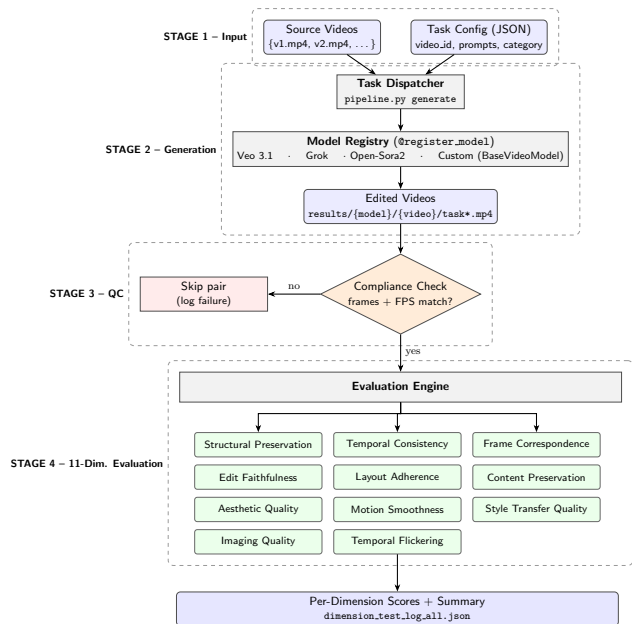 STAGE 1 – Input
Source Videos
{v1.mp4, v2.mp4, ...}
Task Config (JSON)
video_id, prompts, category
STAGE 2 – Generation
Task Dispatcher
pipeline.py generate
Model Registry (@register_model)
Veo 3.1 · Grok · Open-Sora2 · Custom (BaseVideoModel)
Edited Videos
results/{model}/{video}/task*.mp4
STAGE 3 – QC
Skip pair
(log failure)
no
Compliance Check
frames + FPS match?
yes
STAGE 4 – 11-Dim. Evaluation
Evaluation Engine
Structural Preservation
Temporal Consistency
Frame Correspondence
Edit Faithfulness
Layout Adherence
Content Preservation
Aesthetic Quality
Motion Smoothness
Style Transfer Quality
Imaging Quality
Temporal Flickering
Per-Dimension Scores + Summary
dimension_test_log_all.json